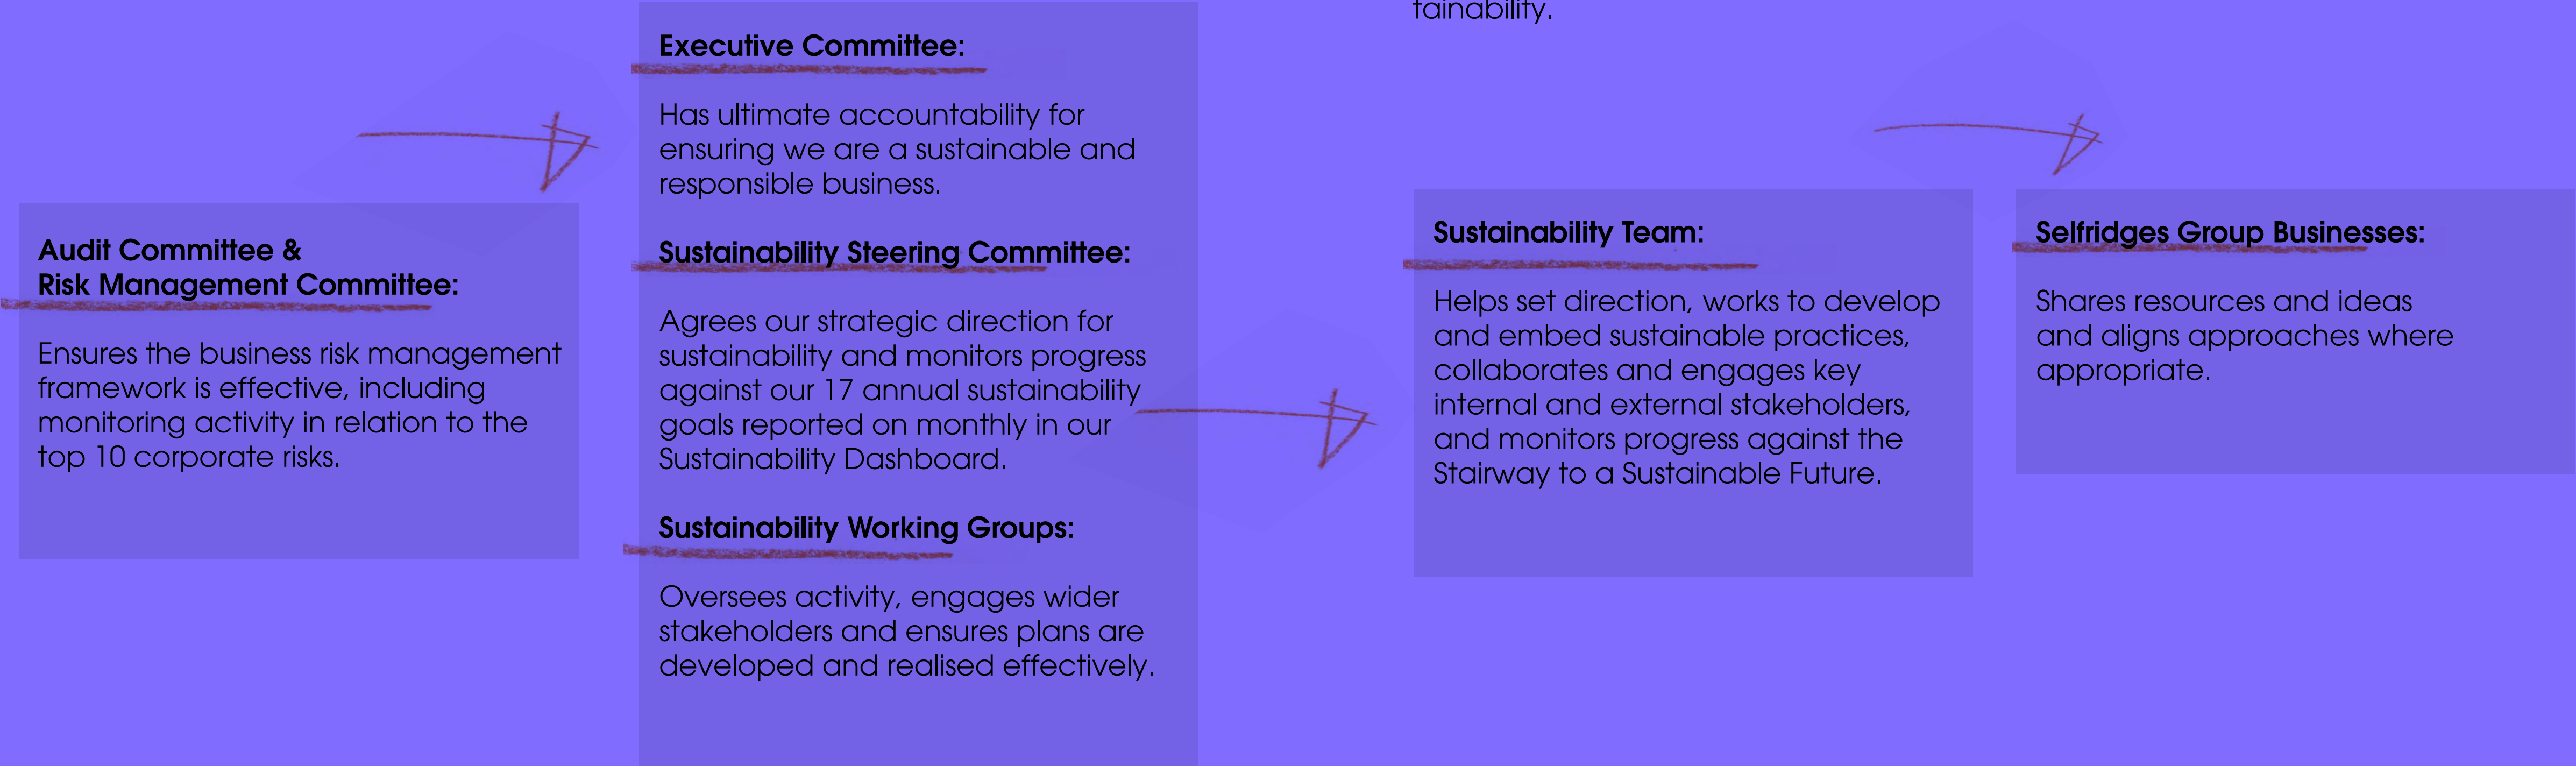 tainability.
Audit Committee &
Risk Management Committee:
Ensures the business risk management
framework is effective, including
monitoring activity in relation to the
top 10 corporate risks.
Executive Committee:
Has ultimate accountability for
ensuring we are a sustainable and
responsible business.
Sustainability Steering Committee:
Agrees our strategic direction for
sustainability and monitors progress
against our 17 annual sustainability
goals reported on monthly in our
Sustainability Dashboard.
Sustainability Working Groups:
Oversees activity, engages wider
stakeholders and ensures plans are
developed and realised effectively.
Sustainability Team:
Helps set direction, works to develop
and embed sustainable practices,
collaborates and engages key
internal and external stakeholders,
and monitors progress against the
Stairway to a Sustainable Future.
Selfridges Group Businesses:
Shares resources and ideas
and aligns approaches where
appropriate.